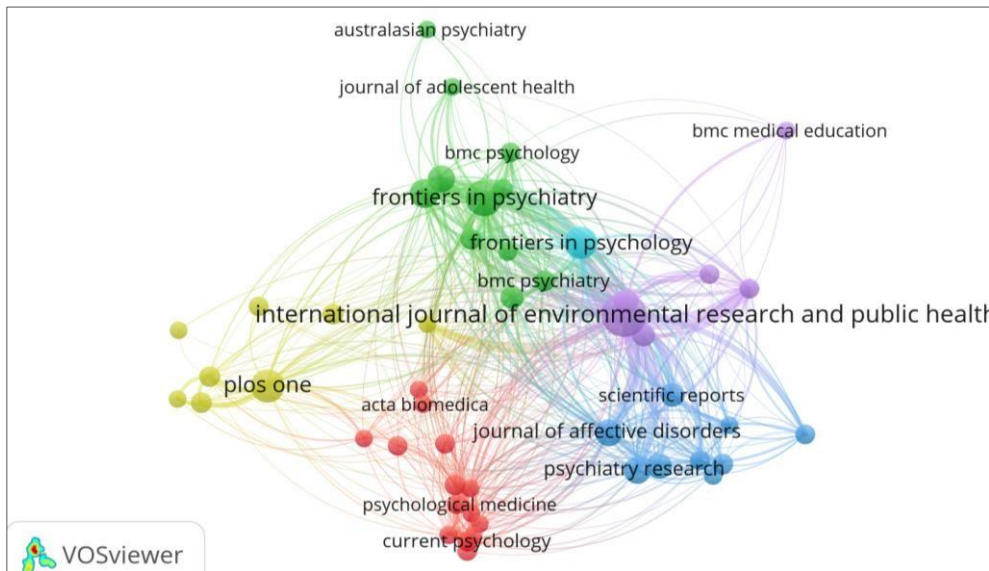 australasian psychiatry
journal of adolescent health
bmc medical education
bmc psychology
frontiers in psychiatry
frontiers in psychology
bmc psychiatry
international journal of environmental research and public health
plos one
scientific reports
acta biomedica
journal of affective disorders
psychiatry research
psychological medicine
current psychology
VOSviewer